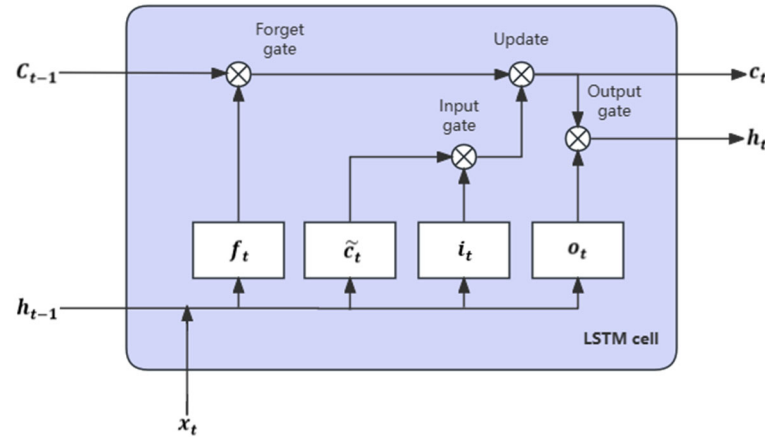 Forget
gate
Update
C_{t-1}
c_t
Input
gate
Output
gate
h_t
f_t
c̃_t
i_t
o_t
h_{t-1}
LSTM cell
x_t